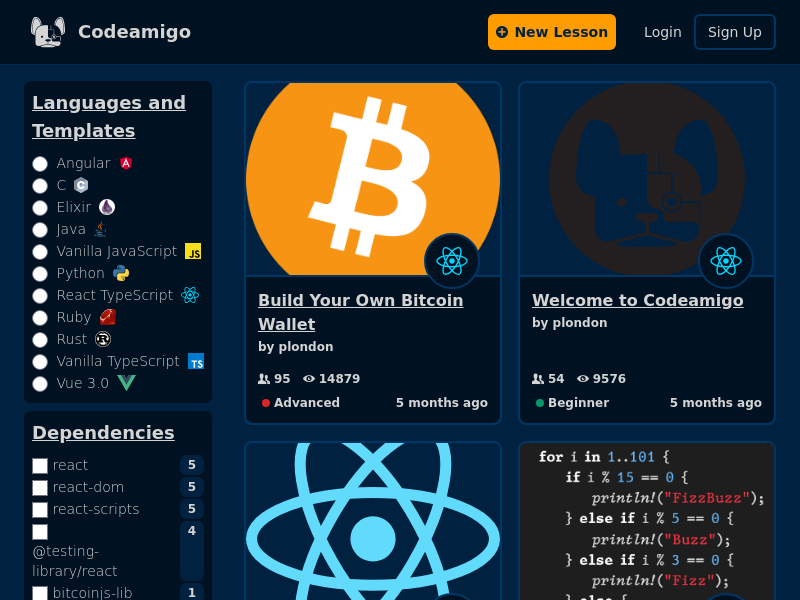 Codeamigo
New Lesson
Login
Sign Up
Languages and
Templates
Angular
C
Elixir
Java
Vanilla JavaScript JS
Python
React TypeScript
Ruby
Rust
Vanilla TypeScript TS
Vue 3.0
Dependencies
react 5
react-dom 5
react-scripts 5
@testing-
library/react 4
bitcoinjs-lib 1
Build Your Own Bitcoin
Wallet
by plondon
95 14879
Advanced 5 months ago
Welcome to Codeamigo
by plondon
54 9576
Beginner 5 months ago
for i in 1..101 {
if i % 15 == 0 {
println!("FizzBuzz");
} else if i % 5 == 0 {
println!("Buzz");
} else if i % 3 == 0 {
println!("Fizz");
} else {